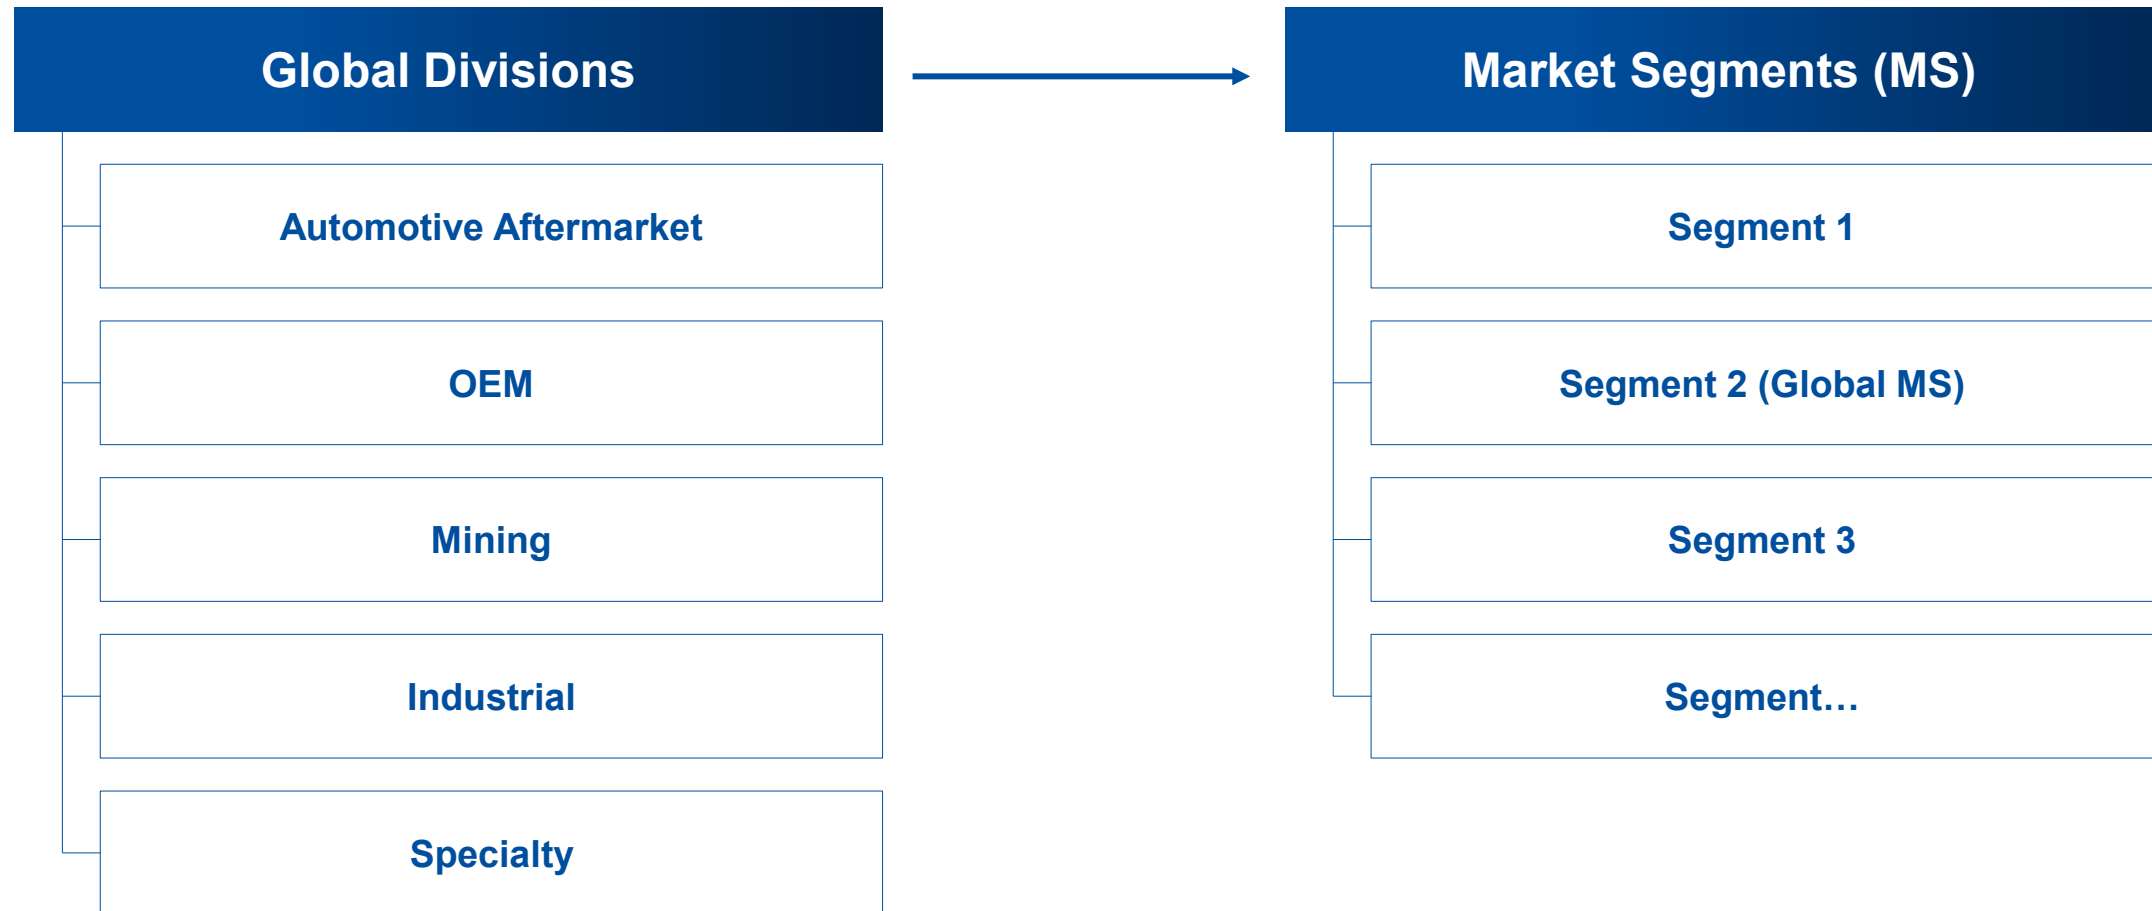 Global Divisions
Automotive Aftermarket
OEM
Mining
Industrial
Specialty
Market Segments (MS)
Segment 1
Segment 2 (Global MS)
Segment 3
Segment…